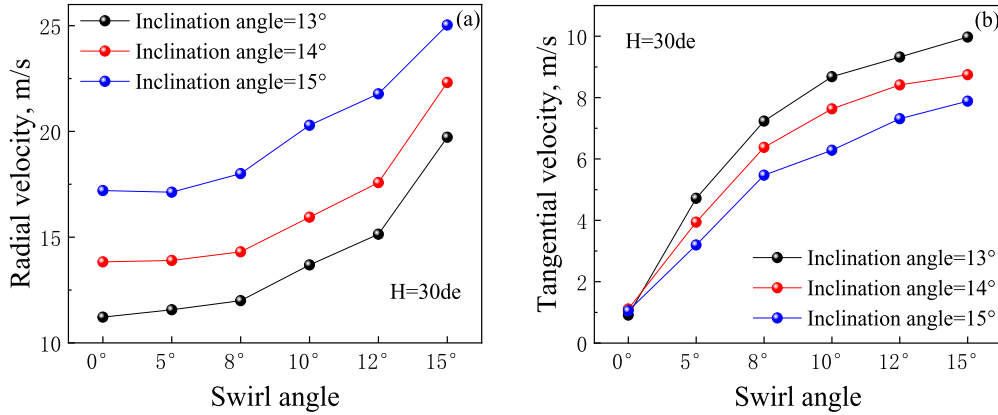 (a)
Inclination angle=13°
Inclination angle=14°
Inclination angle=15°
H=30de
Radial velocity, m/s
25
20
15
10
0° 5° 8° 10° 12° 15°
Swirl angle
(b)
H=30de
Inclination angle=13°
Inclination angle=14°
Inclination angle=15°
Tangential velocity, m/s
10
8
6
4
2
0
0° 5° 8° 10° 12° 15°
Swirl angle